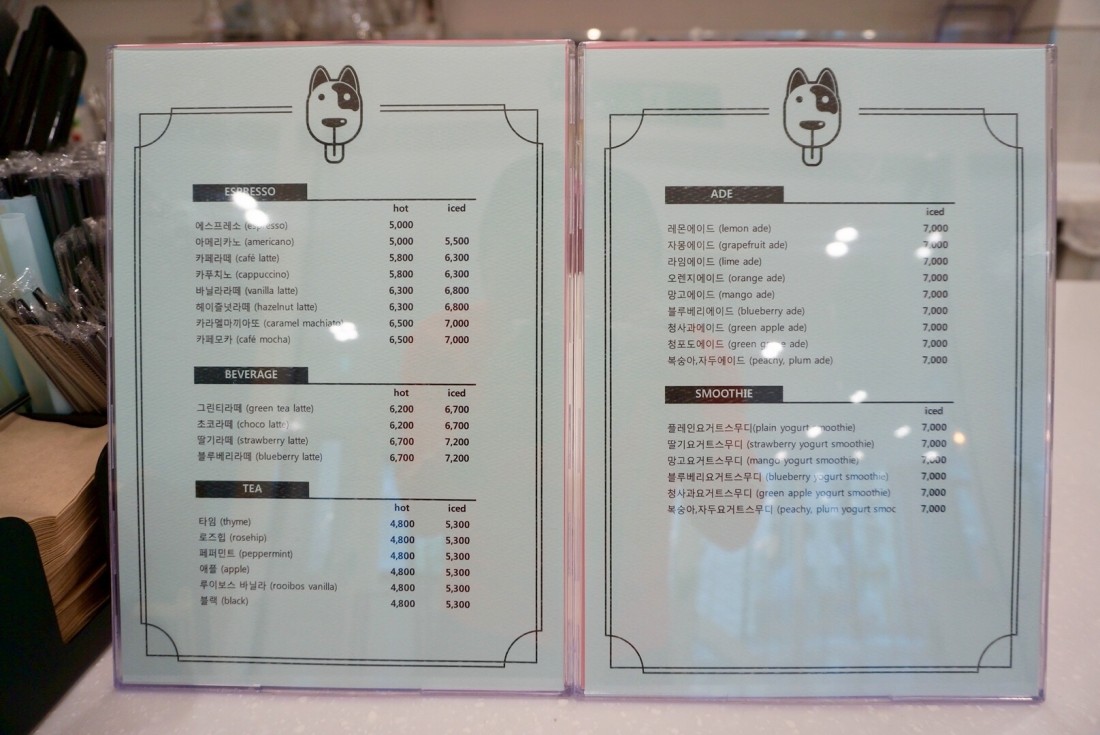 ESPRESSO
hot iced
에스프레소 (espresso) 5,000
아메리카노 (americano) 5,000 5,500
카페라떼 (café latte) 5,800 6,300
카푸치노 (cappuccino) 5,800 6,300
바닐라라떼 (vanilla latte) 6,300 6,800
헤이즐넛라떼 (hazelnut latte) 6,300 6,800
카라멜마끼아또 (caramel machiato) 6,500 7,000
카페모카 (café mocha) 6,500 7,000
BEVERAGE
hot iced
그린티라떼 (green tea latte) 6,200 6,700
초코라떼 (choco latte) 6,200 6,700
딸기라떼 (strawberry latte) 6,700 7,200
블루베리라떼 (blueberry latte) 6,700 7,200
TEA
hot iced
타임 (thyme) 4,800 5,300
로즈힙 (rosehip) 4,800 5,300
페퍼민트 (peppermint) 4,800 5,300
애플 (apple) 4,800 5,300
루이보스 바닐라 (rooibos vanilla) 4,800 5,300
블랙 (black) 4,800 5,300
ADE
iced
레몬에이드 (lemon ade) 7,000
자몽에이드 (grapefruit ade) 7,000
라임에이드 (lime ade) 7,000
오렌지에이드 (orange ade) 7,000
망고에이드 (mango ade) 7,000
블루베리에이드 (blueberry ade) 7,000
청사과에이드 (green apple ade) 7,000
청포도에이드 (green grape ade) 7,000
복숭아,자두에이드 (peachy, plum ade) 7,000
SMOOTHIE
iced
플레인요거트스무디(plain yogurt smoothie) 7,000
딸기요거트스무디 (strawberry yogurt smoothie) 7,000
망고요거트스무디 (mango yogurt smoothie) 7,000
블루베리요거트스무디 (blueberry yogurt smoothie) 7,000
청사과요거트스무디 (green apple yogurt smoothie) 7,000
복숭아,자두요거트스무디 (peachy, plum yogurt smoc 7,000